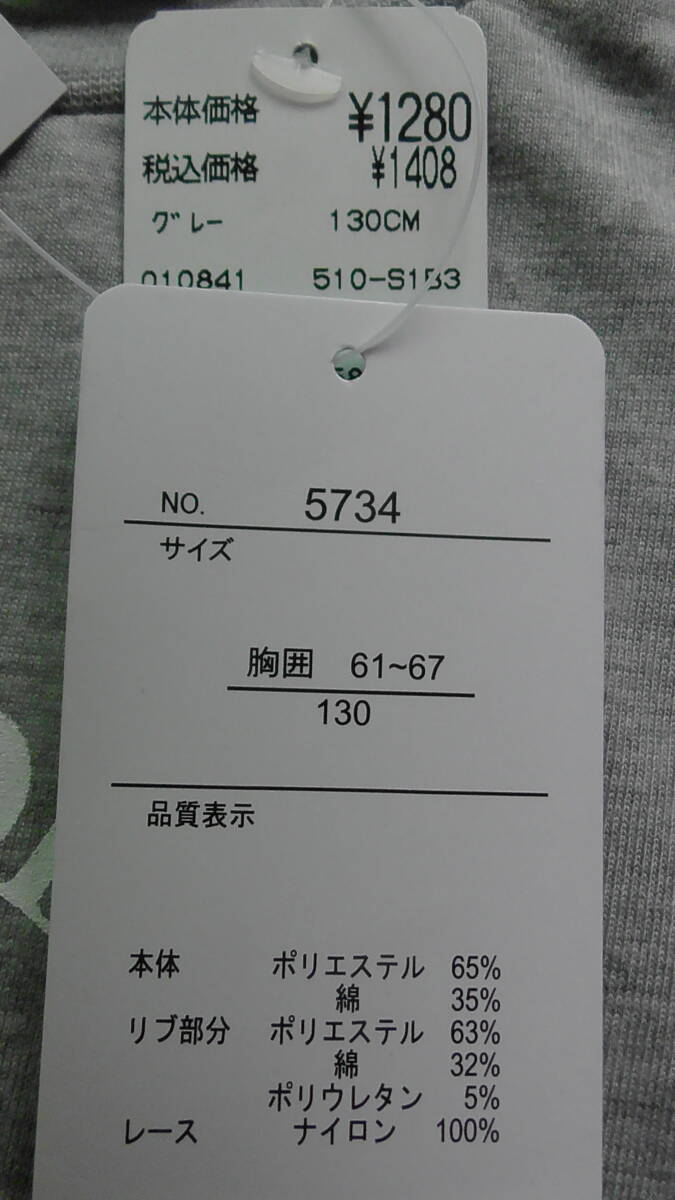 本体価格 ¥1280
税込価格 ¥1408
グレー 130CM
010841 510-S1B3
NO. 5734
サイズ
胸囲 61~67
130
品質表示
本体 ポリエステル 65%
綿 35%
リブ部分 ポリエステル 63%
綿 32%
ポリウレタン 5%
レース ナイロン 100%